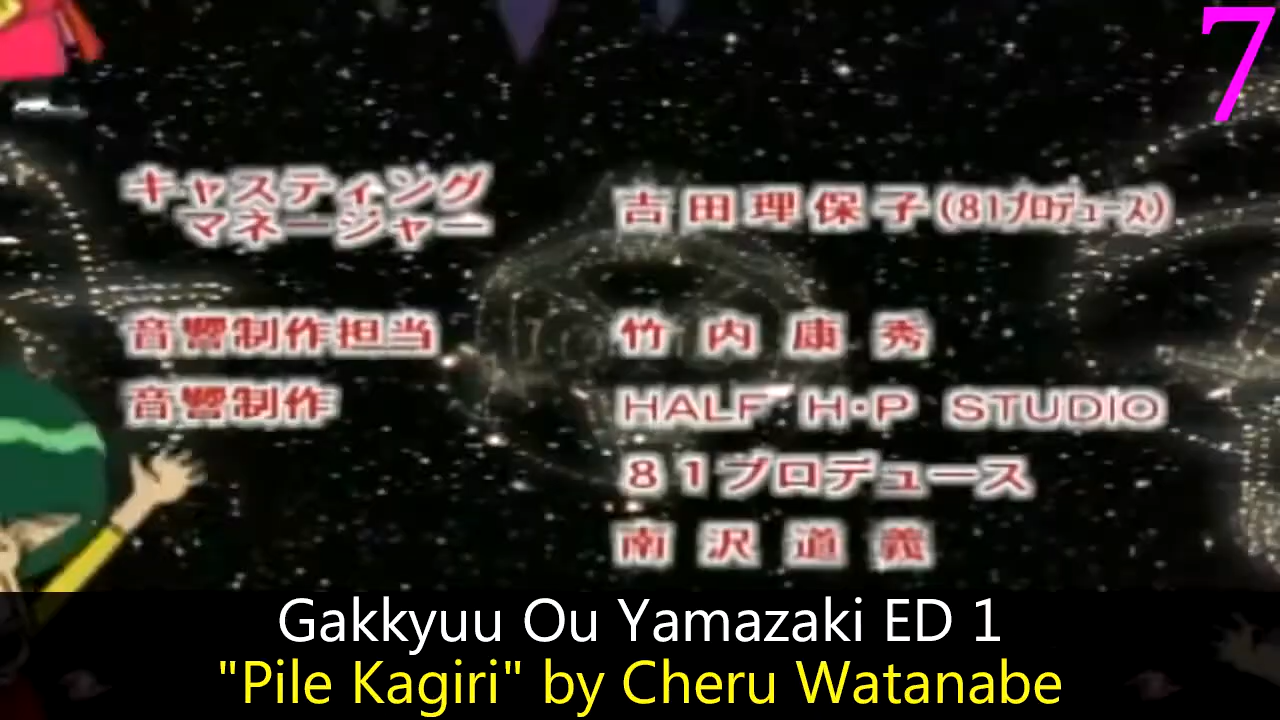 7
キャスティング
マネージャー
吉田理保子(81プロデュース)
音響制作担当
竹内康秀
音響制作
HALF H・P STUDIO
81プロデュース
南沢道義
Gakkyuu Ou Yamazaki ED 1
"Pile Kagiri" by Cheru Watanabe